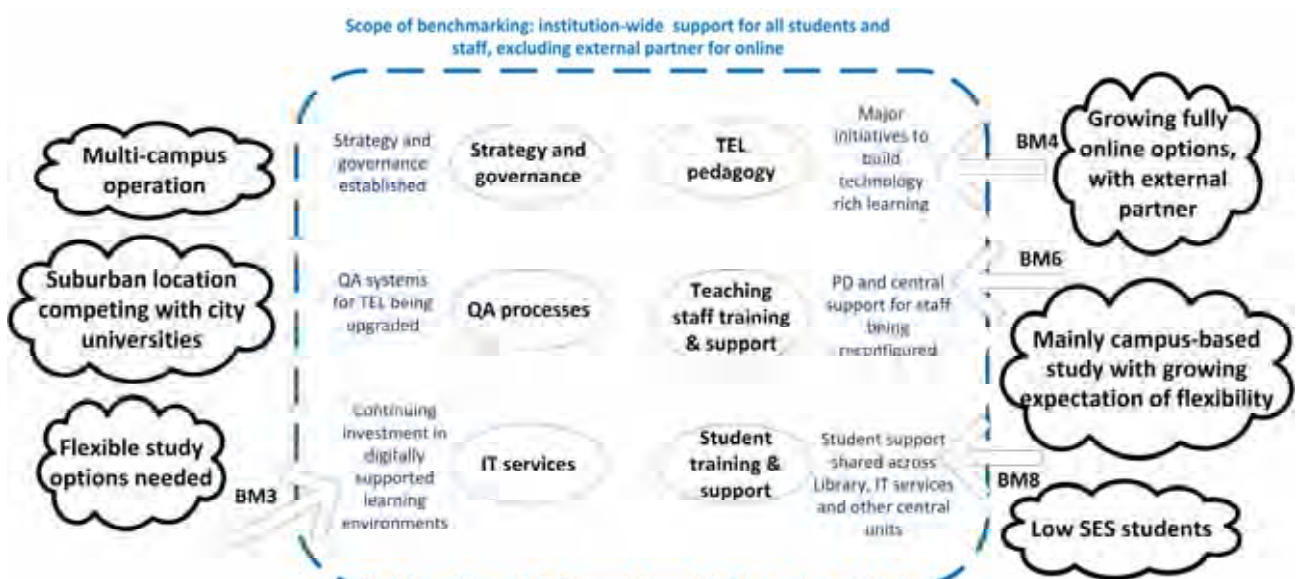 Scope of benchmarking: institution-wide support for all students and
staff, excluding external partner for online
Multi-campus
operation
Suburban location
competing with city
universities
Flexible study
options needed
BM3
Strategy and
governance
established
Strategy and
governance
TEL
pedagogy
Major
initiatives to
build
technology
rich learning
QA systems
for TEL being
upgraded
QA processes
Teaching
staff training
& support
PD and central
support for staff
being
reconfigured
Continuing
investment in
digitally
supported
learning
environments
IT services
Student
training &
support
Student support
shared across
Library, IT services
and other central
units
BM4
Growing fully
online options,
with external
partner
BM6
Mainly campus-based
study with growing
expectation of flexibility
BM8
Low SES students